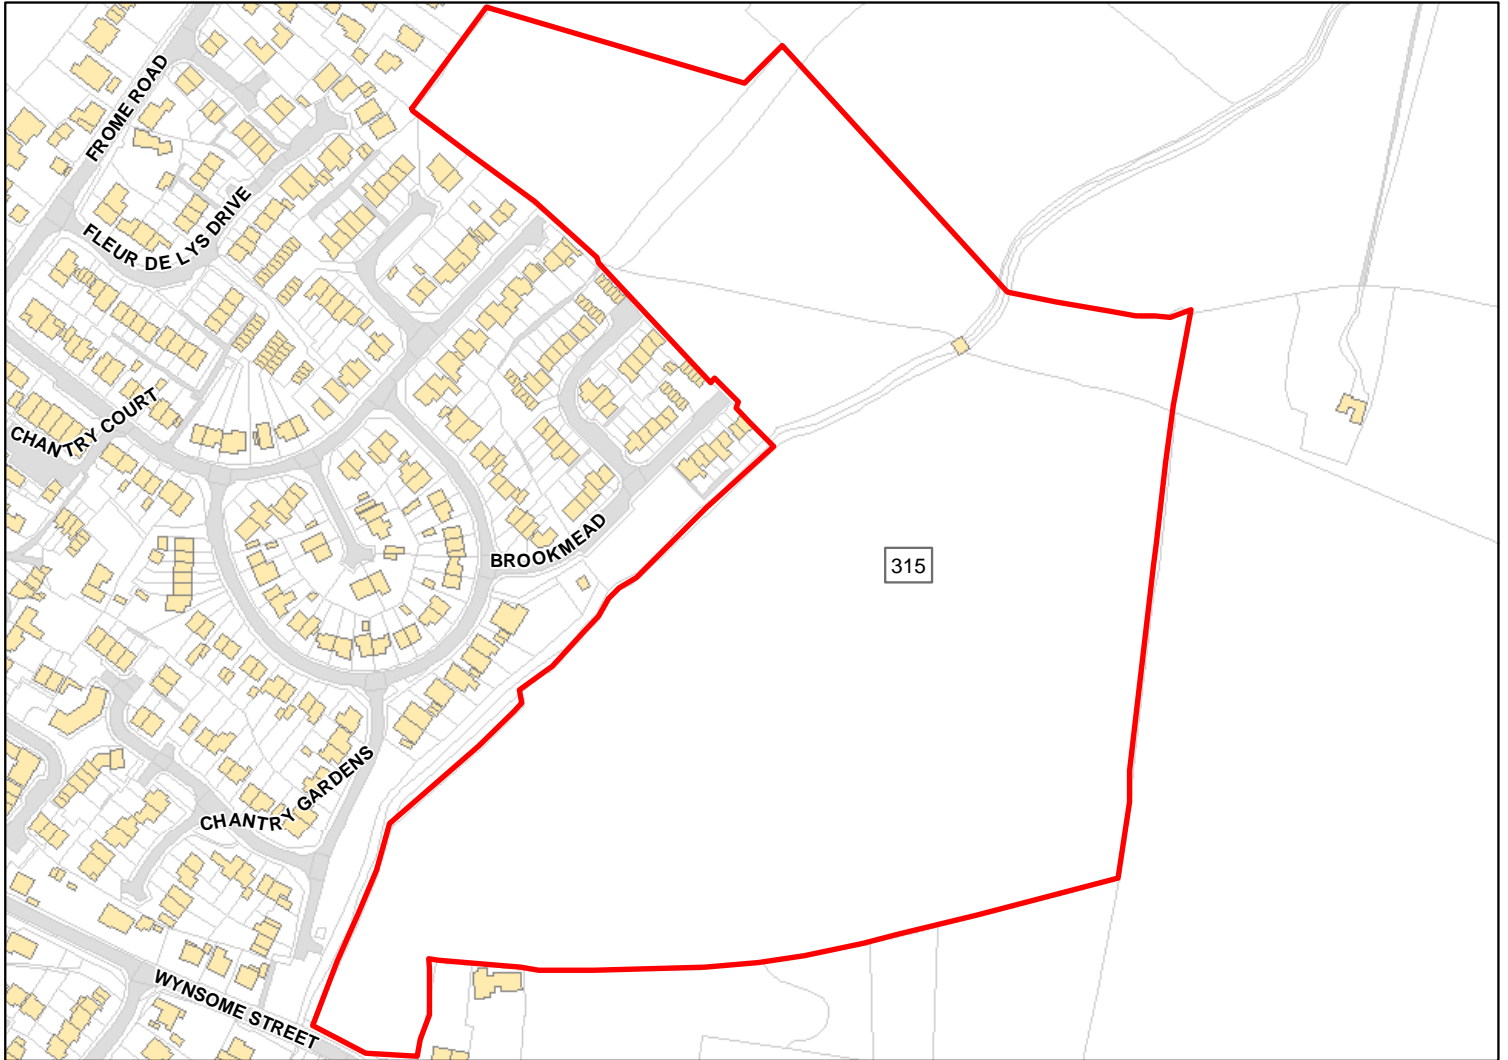 FROME ROAD
FLEUR DE LYS DRIVE
CHANTRY COURT
BROOKMEAD
315
CHANTRY GARDENS
WYNSOME STREET